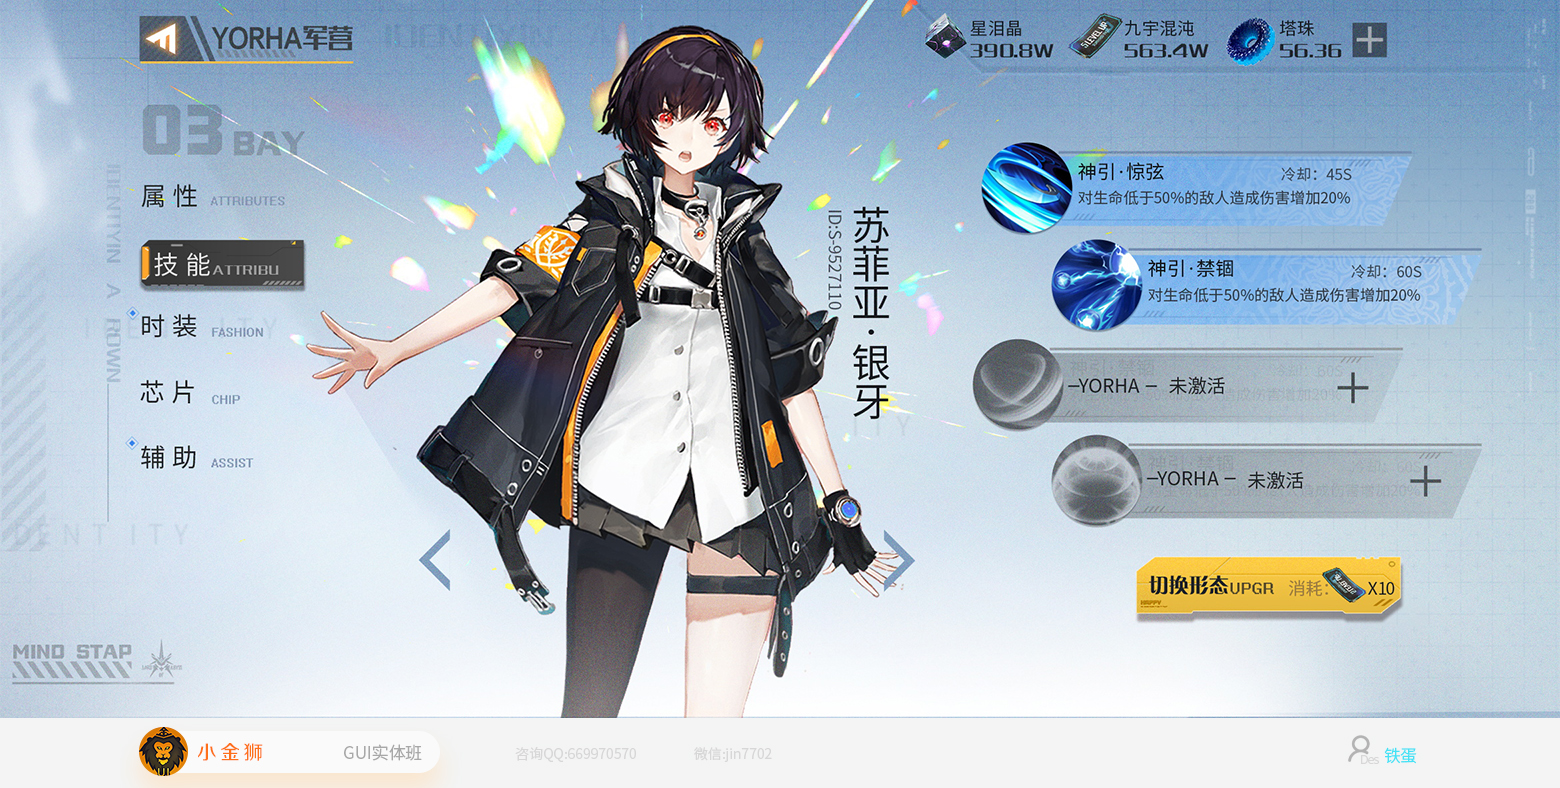 YORHA军营
星泪晶
390.8W
九宇混沌
563.4W
塔珠
56.36
03 BAY
属性 ATTRIBUTES
技能 ATTRIBU
时装 FASHION
芯片 CHIP
辅助 ASSIST
IDENTIYIN A ROWN
DENTITY
MIND STAP
苏菲亚·银牙
ID:S-9527110
神引·惊弦 冷却：45S
对生命低于50%的敌人造成伤害增加20%
神引·禁锢 冷却：60S
对生命低于50%的敌人造成伤害增加20%
–YORHA – 未激活
–YORHA – 未激活
切换形态UPGR 消耗： X10
小金狮 GUI实体班
咨询QQ:669970570
微信:jin7702
Des 铁蛋